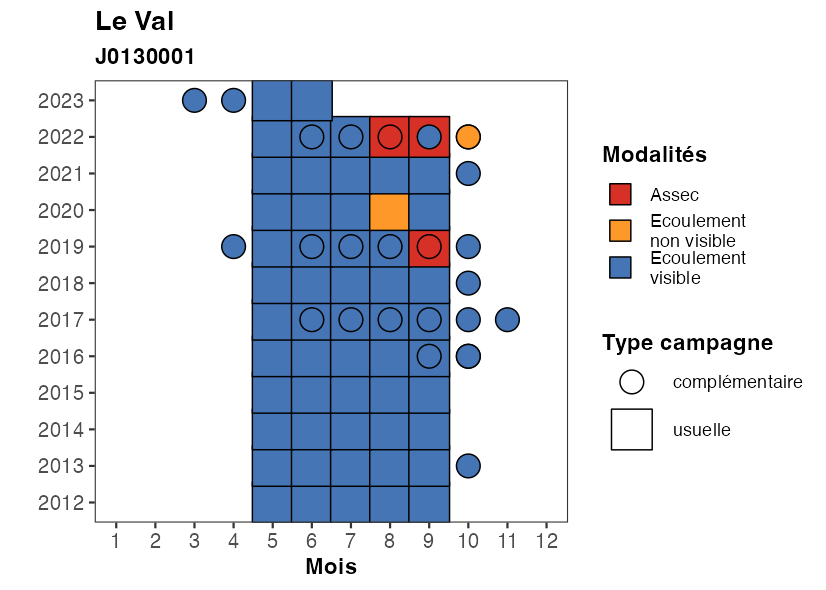 Le Val
J0130001
2023
2022
2021
2020
2019
2018
2017
2016
2015
2014
2013
2012
1 2 3 4 5 6 7 8 9 10 11 12
Mois
Modalités
Assec
Ecoulement
non visible
Ecoulement
visible
Type campagne
complémentaire
usuelle